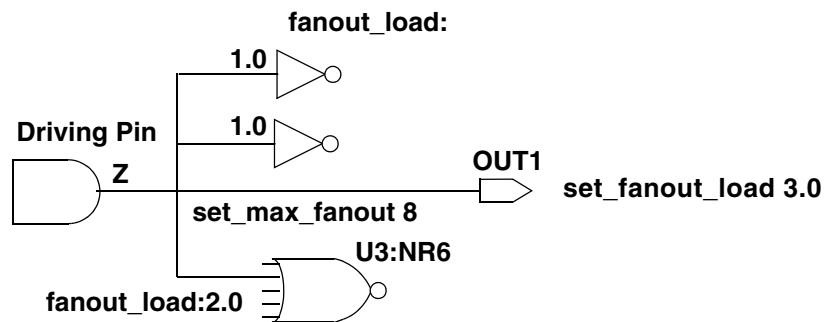 fanout_load:
1.0
1.0
Driving Pin
Z
OUT1
set_fanout_load 3.0
set_max_fanout 8
U3:NR6
fanout_load:2.0